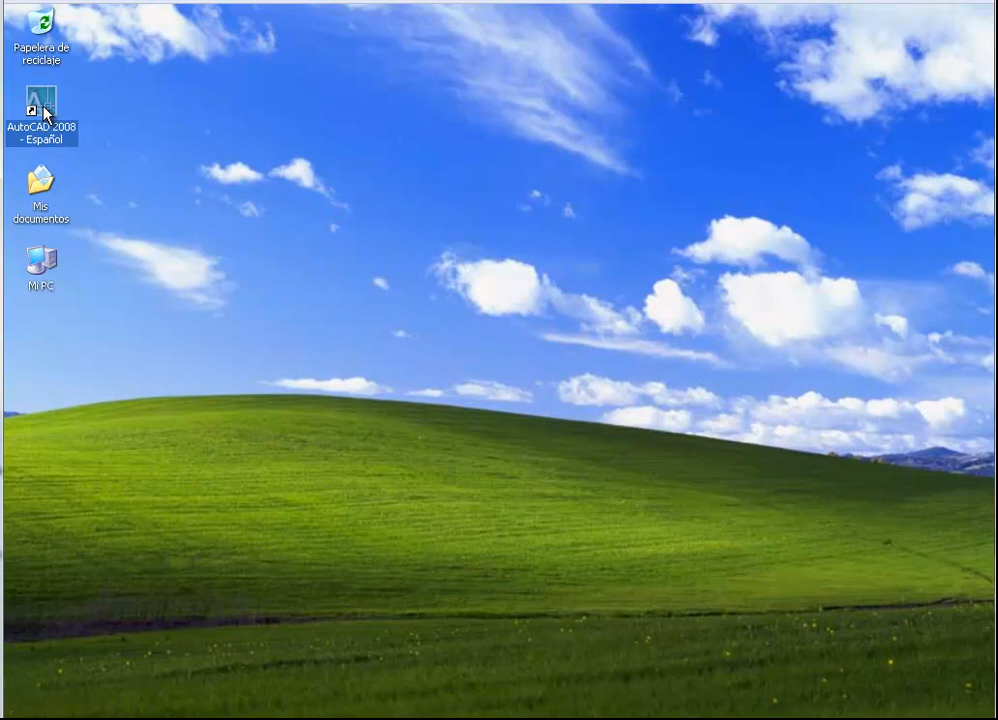 Papelera de
reciclaje
AutoCAD 2008
- Español
Mis
documentos
Mi PC